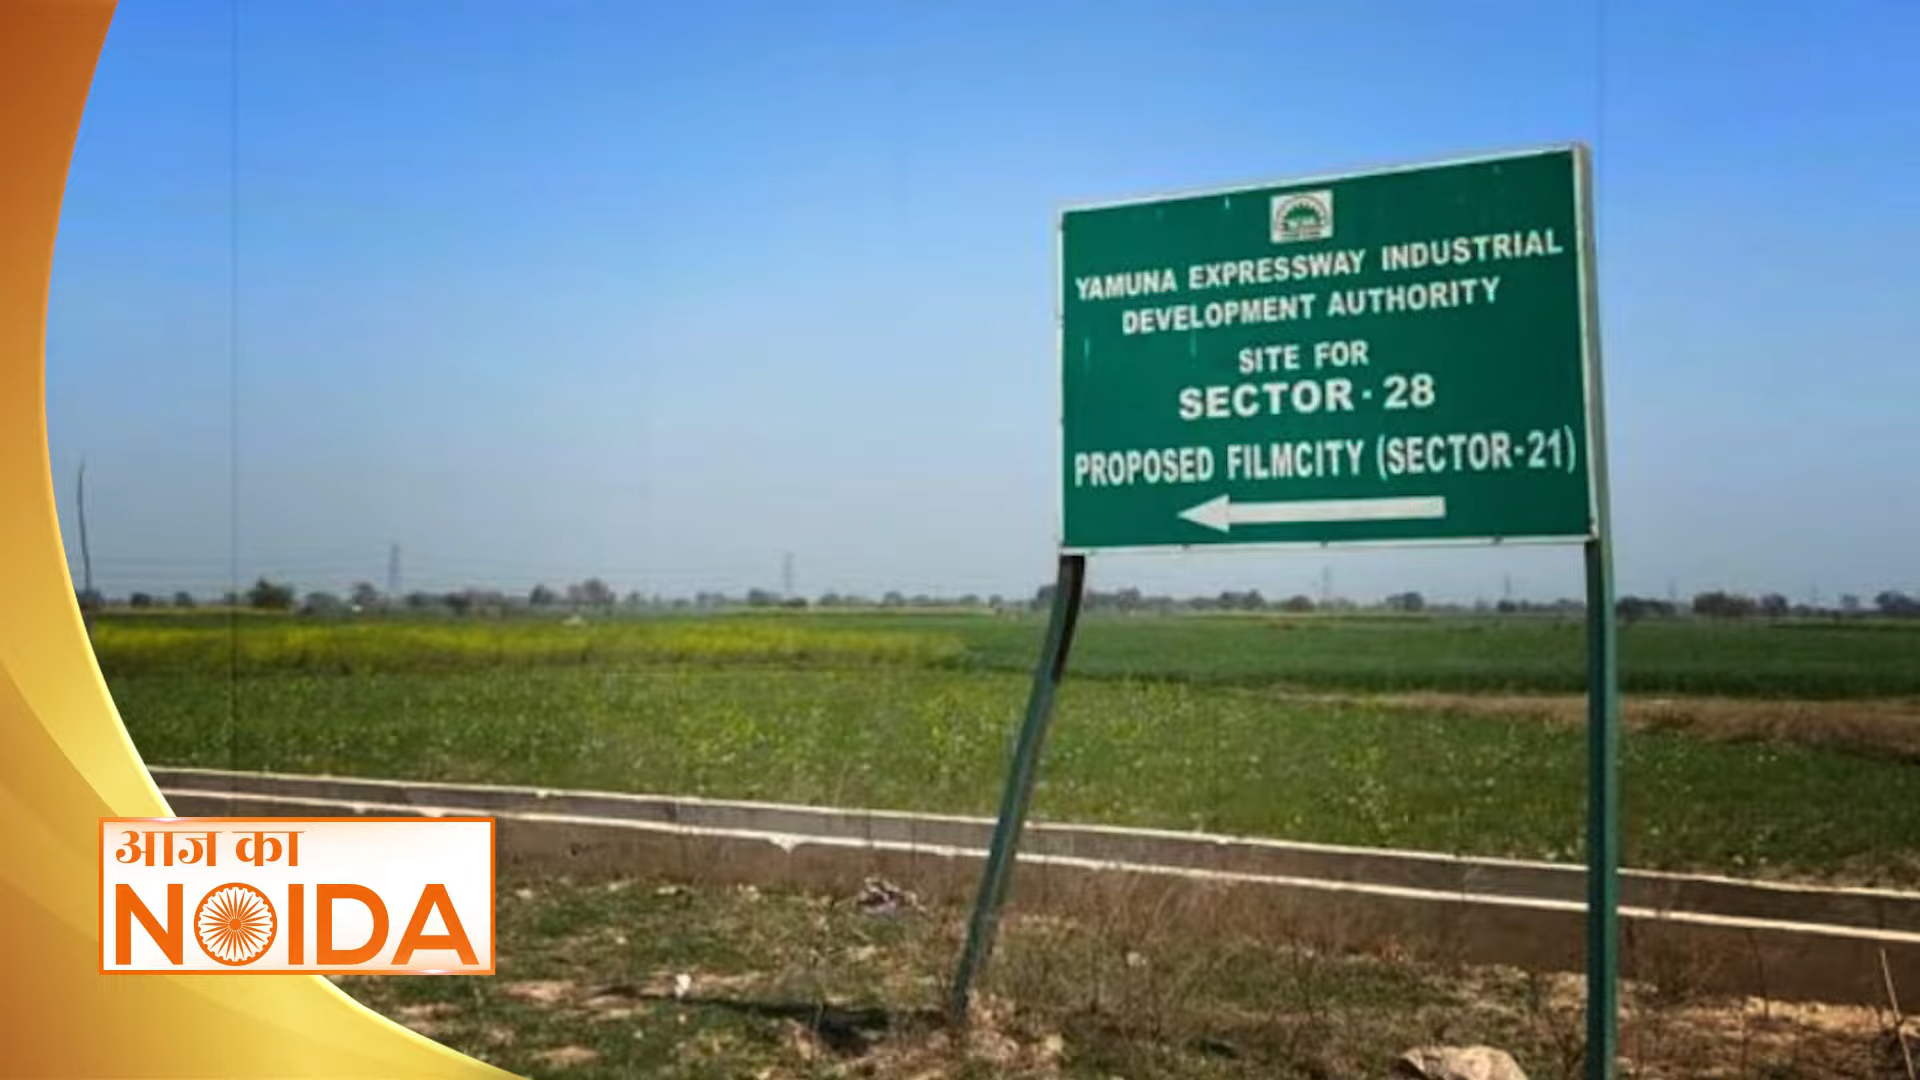 YAMUNA EXPRESSWAY INDUSTRIAL
DEVELOPMENT AUTHORITY
SITE FOR
SECTOR - 28
PROPOSED FILMCITY (SECTOR-21)
आज का
NOIDA